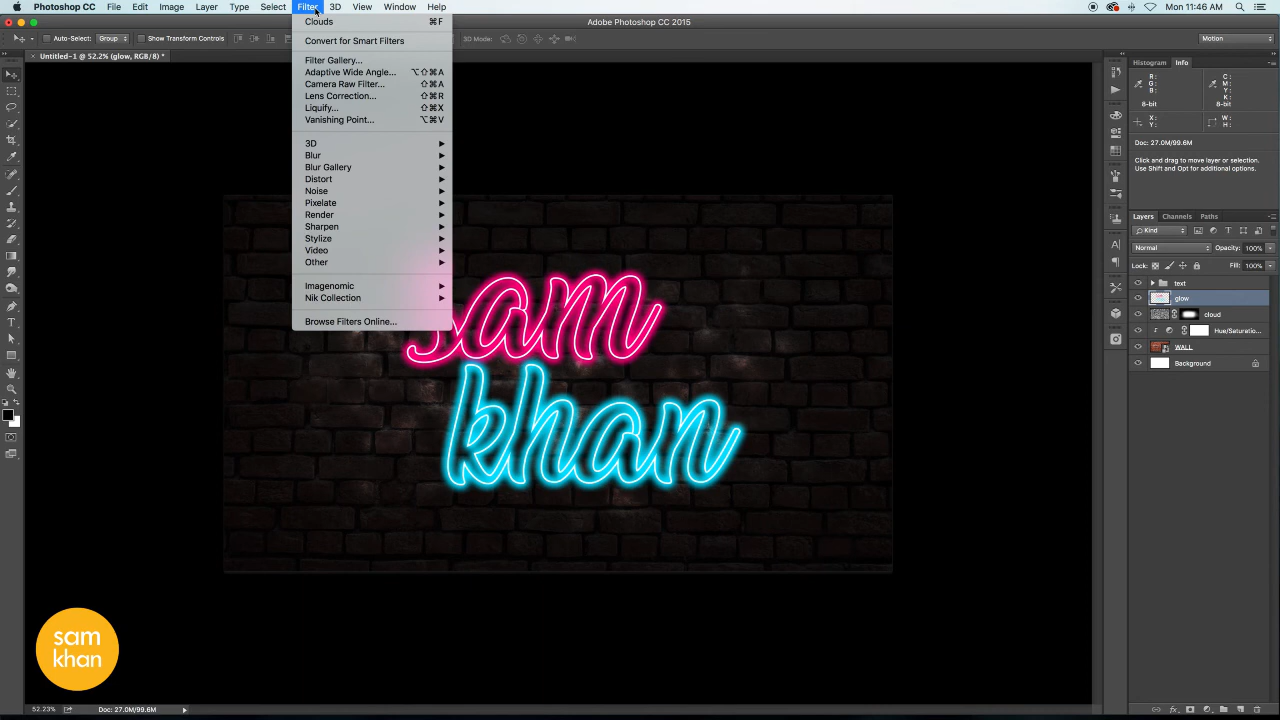 Photoshop CC File Edit Image Layer Type Select Filter 3D View Window Help Mon 11:46 AM
Adobe Photoshop CC 2015
Auto-Select: Group Show Transform Controls 3D Mode: Motion
Untitled-1 @ 52.2% (glow, RGB/8) *
Clouds ⌘F
Convert for Smart Filters
Filter Gallery...
Adaptive Wide Angle... ⌥⇧⌘A
Camera Raw Filter... ⇧⌘A
Lens Correction... ⇧⌘R
Liquify... ⇧⌘X
Vanishing Point... ⌥⌘V
3D
Blur
Blur Gallery
Distort
Noise
Pixelate
Render
Sharpen
Stylize
Video
Other
Imagenomic
Nik Collection
Browse Filters Online...
sam
khan
sam
khan
Histogram Info
R: C:
G: M:
B: Y:
K:
8-bit 8-bit
X: W:
Y: H:
Doc: 27.0M/99.6M
Click and drag to move layer or selection.
Use Shift and Opt for additional options.
Layers Channels Paths
Kind
Normal Opacity: 100%
Lock: Fill: 100%
text
glow
cloud
Hue/Saturatio...
WALL
Background
52.23% Doc: 27.0M/99.6M